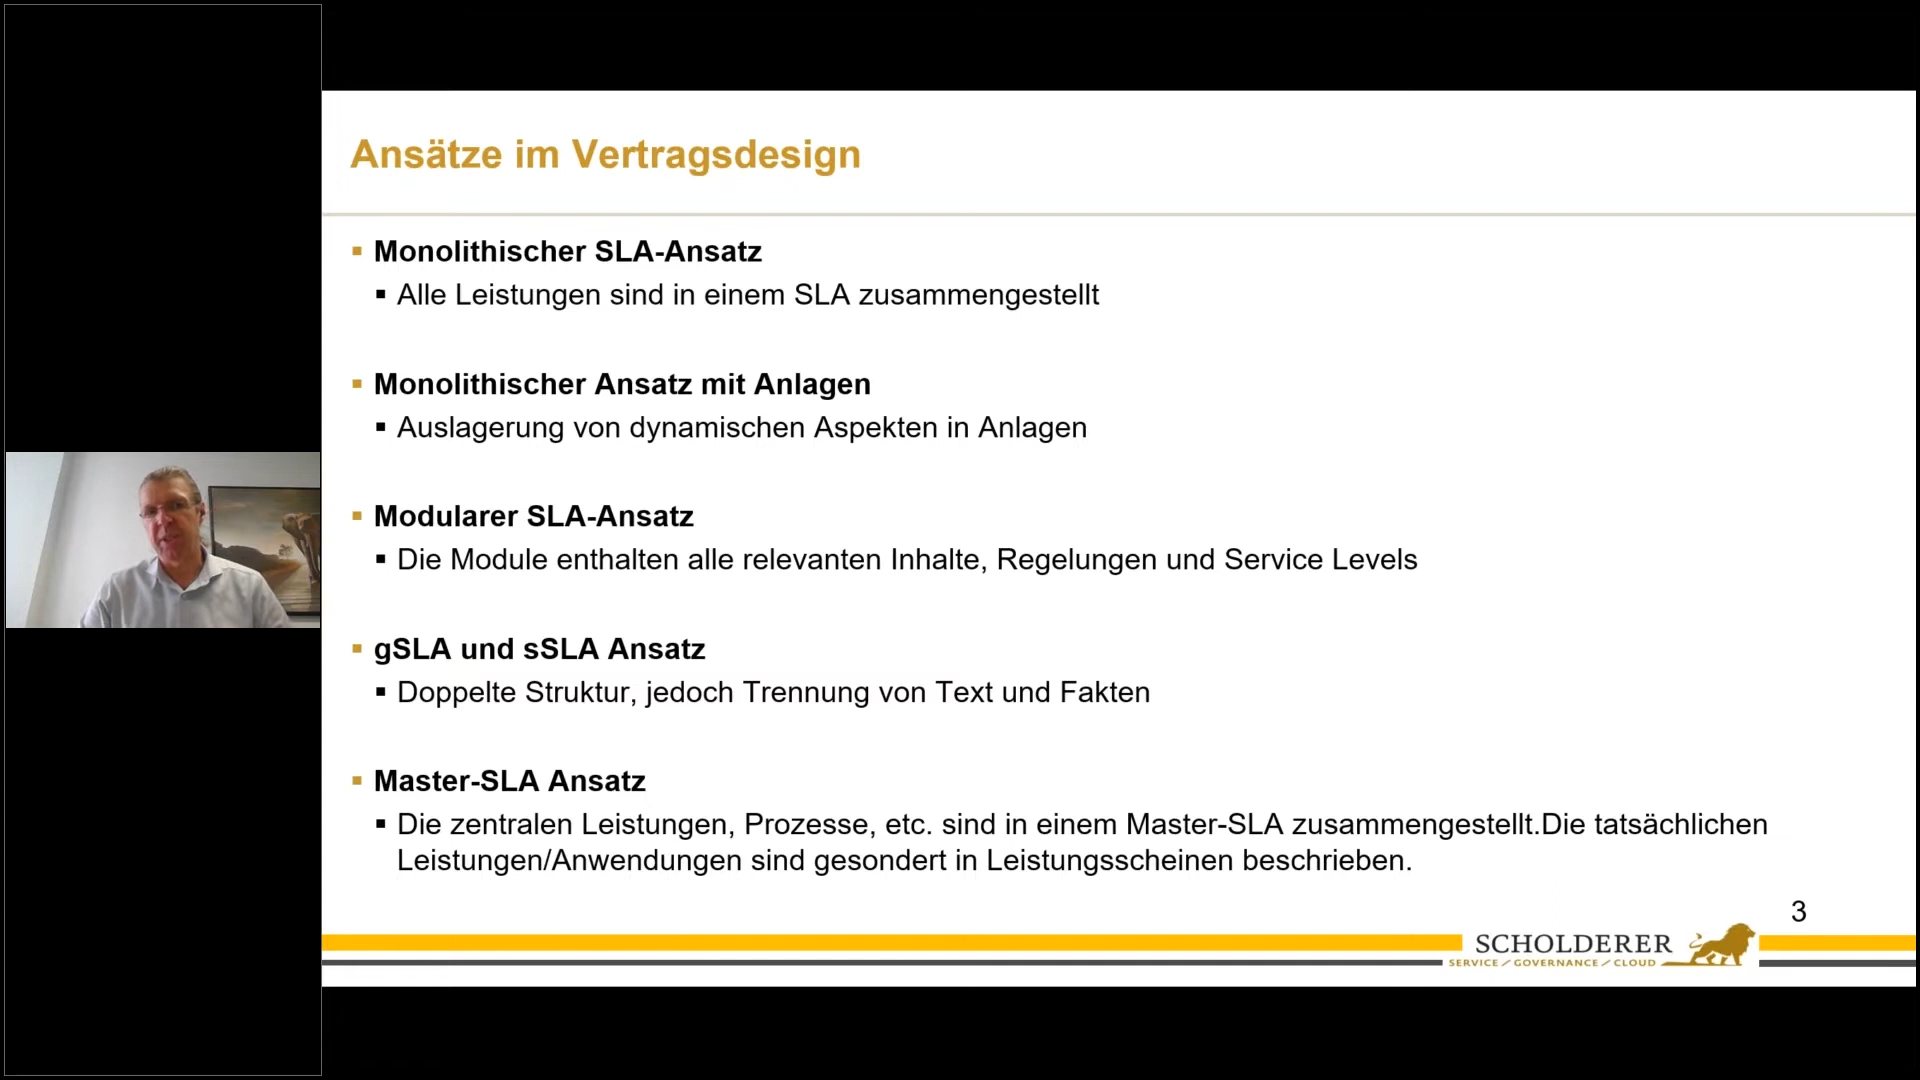 Ansätze im Vertragsdesign
Monolithischer SLA-Ansatz
Alle Leistungen sind in einem SLA zusammengestellt
Monolithischer Ansatz mit Anlagen
Auslagerung von dynamischen Aspekten in Anlagen
Modularer SLA-Ansatz
Die Module enthalten alle relevanten Inhalte, Regelungen und Service Levels
gSLA und sSLA Ansatz
Doppelte Struktur, jedoch Trennung von Text und Fakten
Master-SLA Ansatz
Die zentralen Leistungen, Prozesse, etc. sind in einem Master-SLA zusammengestellt.Die tatsächlichen
Leistungen/Anwendungen sind gesondert in Leistungsscheinen beschrieben.
3
SCHOLDERER
SERVICE / GOVERNANCE / CLOUD